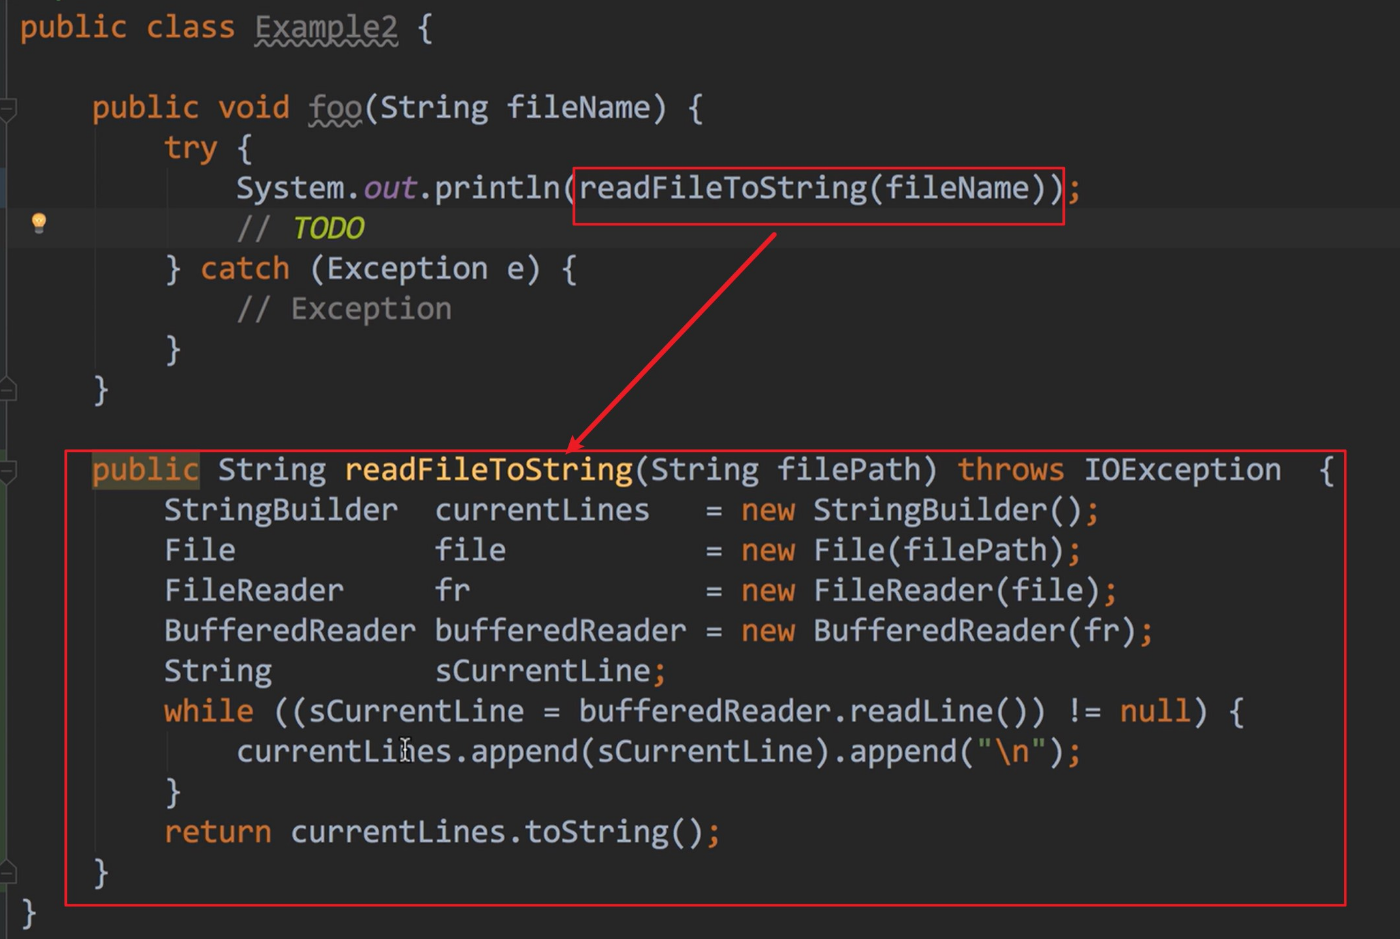 public class Example2 {
public void foo(String fileName) {
try {
System.out.println(readFileToString(fileName));
// TODO
} catch (Exception e) {
// Exception
}
}
public String readFileToString(String filePath) throws IOException  {
StringBuilder  currentLines   = new StringBuilder();
File           file           = new File(filePath);
FileReader     fr             = new FileReader(file);
BufferedReader bufferedReader = new BufferedReader(fr);
String         sCurrentLine;
while ((sCurrentLine = bufferedReader.readLine()) != null) {
currentLines.append(sCurrentLine).append("\n");
}
return currentLines.toString();
}
}